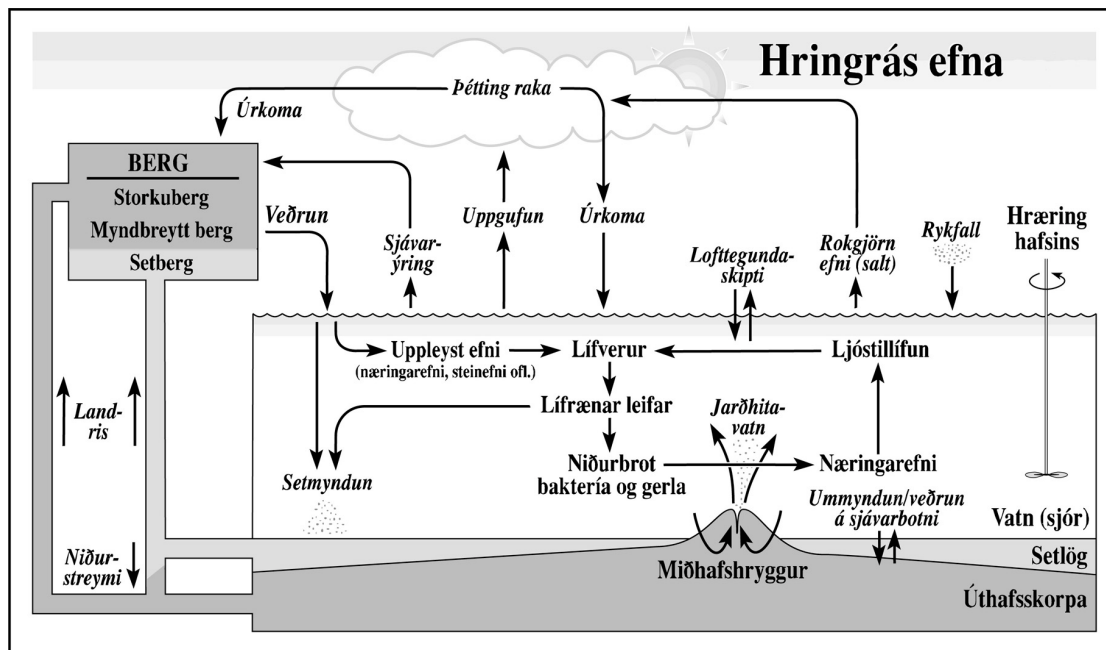 Hringrás efna
Þétting raka
Úrkoma
BERG
Storkuberg
Myndbreytt berg
Setberg
Veðrun
Sjávar-
ýring
Uppgufun
Úrkoma
Lofttegunda-
skipti
Rokgjörn
efni (salt)
Rykfall
Hræring
hafsins
Uppleyst efni
(næringarefni, steinefni ofl.)
Lífverur
Ljóstillífun
Land-
ris
Lífrænar leifar
Jarðhita-
vatn
Setmyndun
Niðurbrot
baktería og gerla
Næringarefni
Ummyndun/veðrun
á sjávarbotni
Vatn (sjór)
Niður-
streymi
Miðhafshryggur
Setlög
Úthafsskorpa